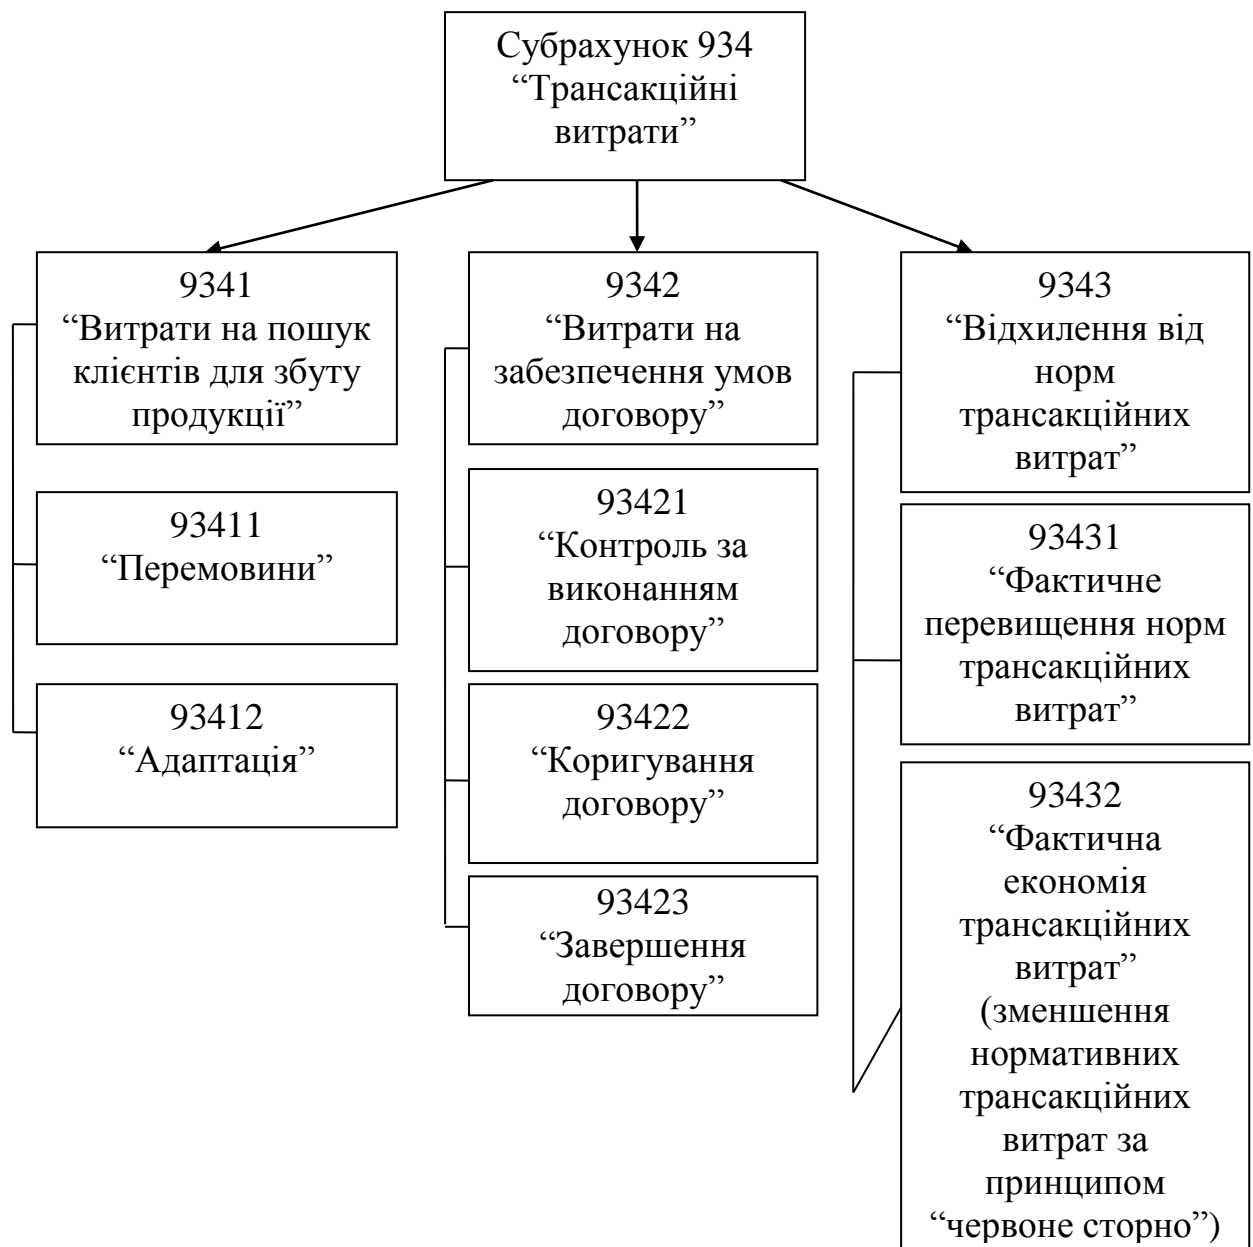 Субрахунок 934
“Трансакційні
витрати”
9341
“Витрати на пошук
клієнтів для збуту
продукції”
93411
“Перемовини”
93412
“Адаптація”
9342
“Витрати на
забезпечення умов
договору”
93421
“Контроль за
виконанням
договору”
93422
“Коригування
договору”
93423
“Завершення
договору”
9343
“Відхилення від
норм
трансакційних
витрат”
93431
“Фактичне
перевищення норм
трансакційних
витрат”
93432
“Фактична
економія
трансакційних
витрат”
(зменшення
нормативних
трансакційних
витрат за
принципом
“червоне сторно”)